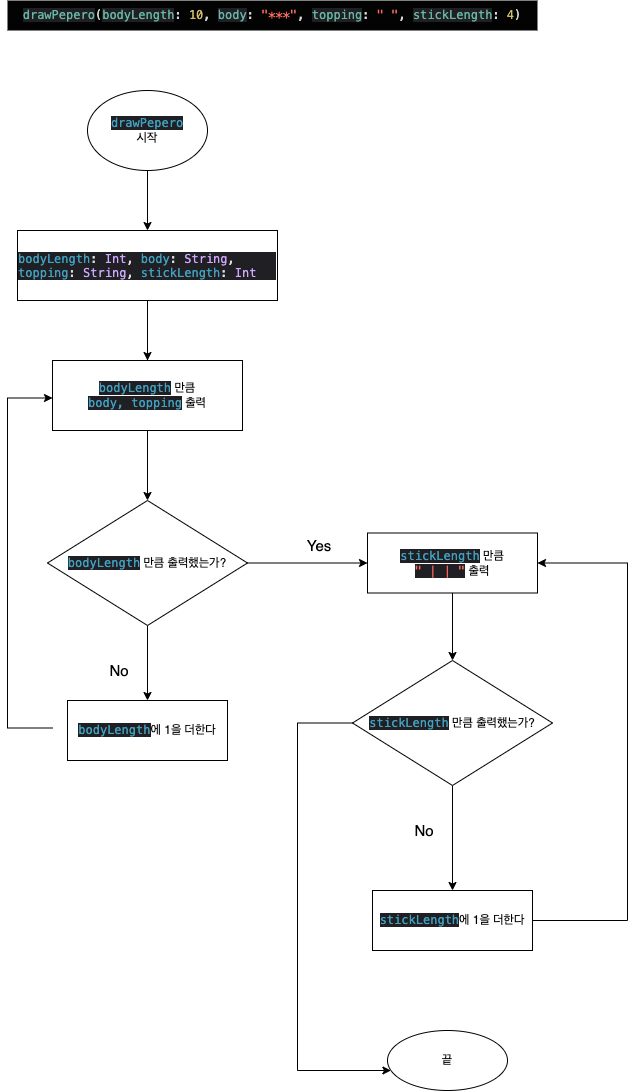 drawPepero(bodyLength: 10, body: "***", topping: " ", stickLength: 4)
drawPepero
시작
bodyLength: Int, body: String,
topping: String, stickLength: Int
bodyLength 만큼
body, topping 출력
bodyLength 만큼 출력했는가?
Yes
No
bodyLength에 1을 더한다
stickLength 만큼
" | | " 출력
stickLength 만큼 출력했는가?
No
stickLength에 1을 더한다
끝